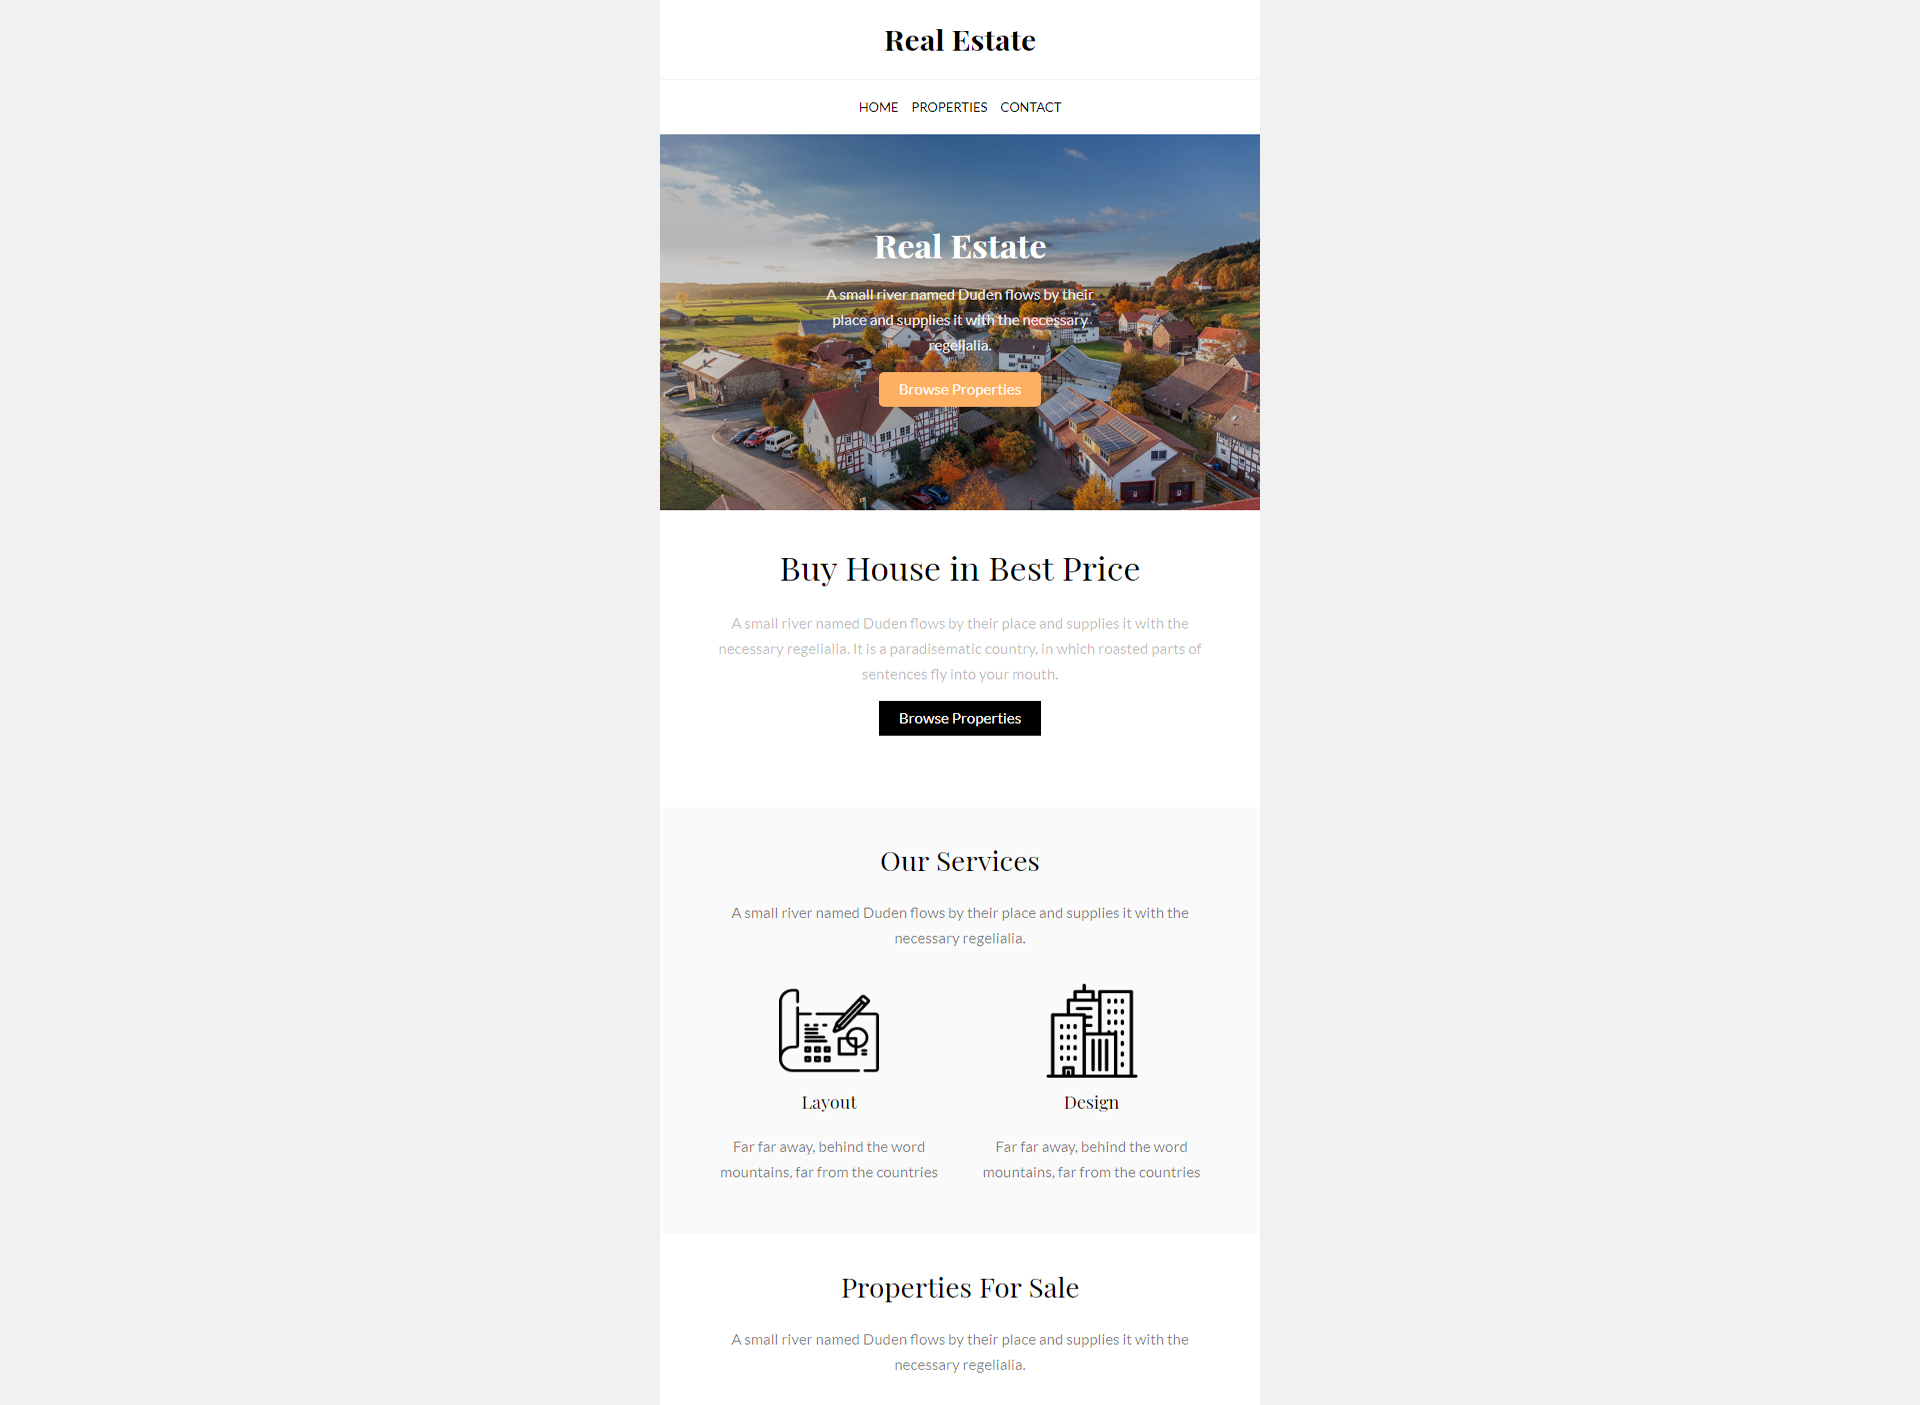 Real Estate
HOME PROPERTIES CONTACT
Real Estate
A small river named Duden flows by their
place and supplies it with the necessary
regelialia.
Browse Properties
Buy House in Best Price
A small river named Duden flows by their place and supplies it with the
necessary regelialia. It is a paradisematic country, in which roasted parts of
sentences fly into your mouth.
Browse Properties
Our Services
A small river named Duden flows by their place and supplies it with the
necessary regelialia.
Layout
Far far away, behind the word
mountains, far from the countries
Design
Far far away, behind the word
mountains, far from the countries
Properties For Sale
A small river named Duden flows by their place and supplies it with the
necessary regelialia.